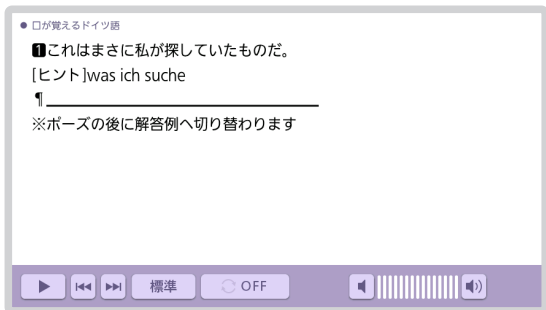 ● 口が覚えるドイツ語
1これはまさに私が探していたものだ。
[ヒント]was ich suche
¶
※ポーズの後に解答例へ切り替わります
標準 OFF